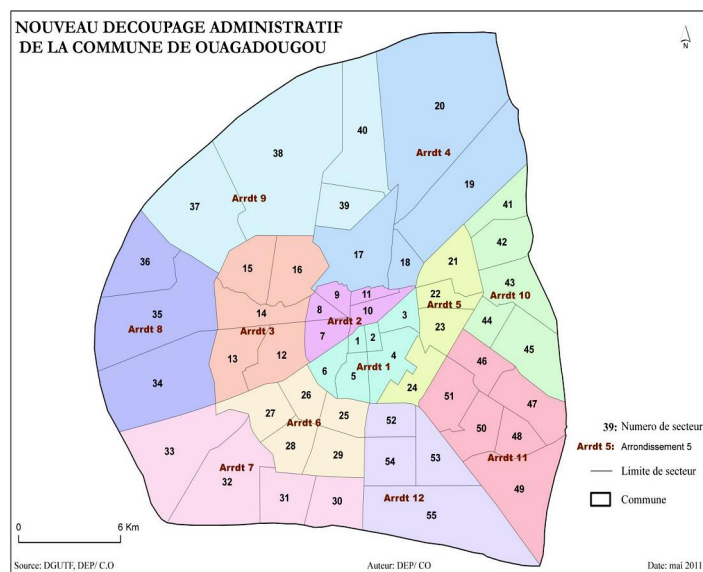 NOUVEAU DECOUPAGE ADMINISTRATIF
DE LA COMMUNE DE OUAGADOUGOU
N
20
40
38
Arrdt 4
19
37
Arrdt 9
39
41
42
36
17
21
18
15
16
43
Arrdt 10
35
9
11
22
Arrdt 5
14
8
10
3
44
Arrdt 8
Arrdt 3
Arrdt 2
23
7
1
2
45
13
12
4
46
6
5
Arrdt 1
34
24
26
51
47
27
25
52
50
48
39: Numero de secteur
Arrdt 6
28
33
29
54
53
Arrdt 11
Arrdt 5: Arrondissement 5
Arrdt 7
32
49
Limite de secteur
31
30
Arrdt 12
55
Commune
0 6 Km
Source: DGUTF, DEP/ C.O
Auteur: DEP/ CO
Date: mai 2011